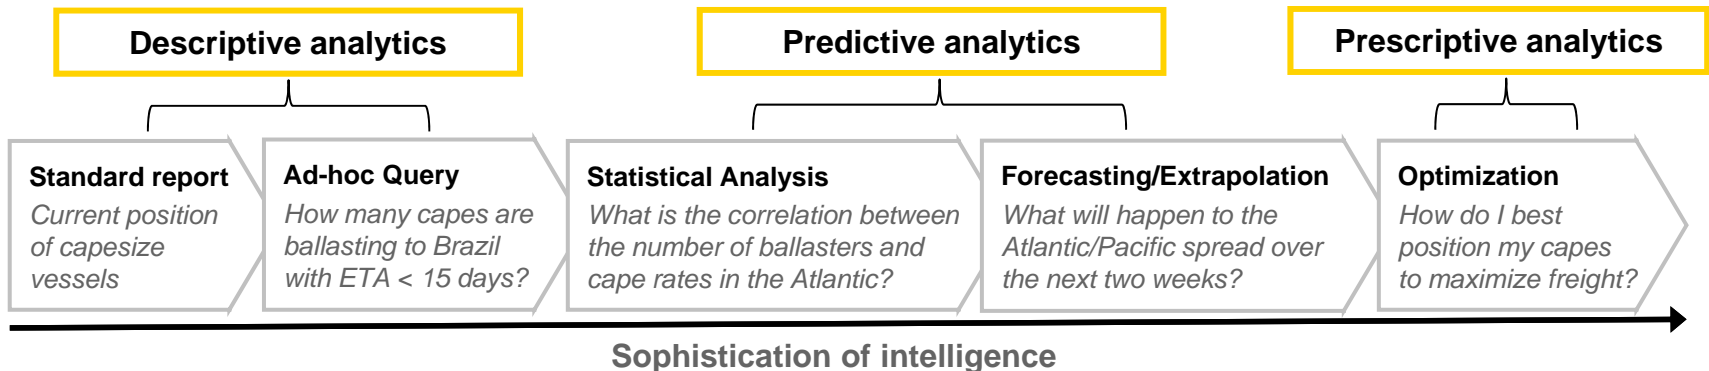 Descriptive analytics
Predictive analytics
Prescriptive analytics
Standard report
Current position
of capesize
vessels
Ad-hoc Query
How many capes are
ballasting to Brazil
with ETA < 15 days?
Statistical Analysis
What is the correlation between
the number of ballasters and
cape rates in the Atlantic?
Forecasting/Extrapolation
What will happen to the
Atlantic/Pacific spread over
the next two weeks?
Optimization
How do I best
position my capes
to maximize freight?
Sophistication of intelligence